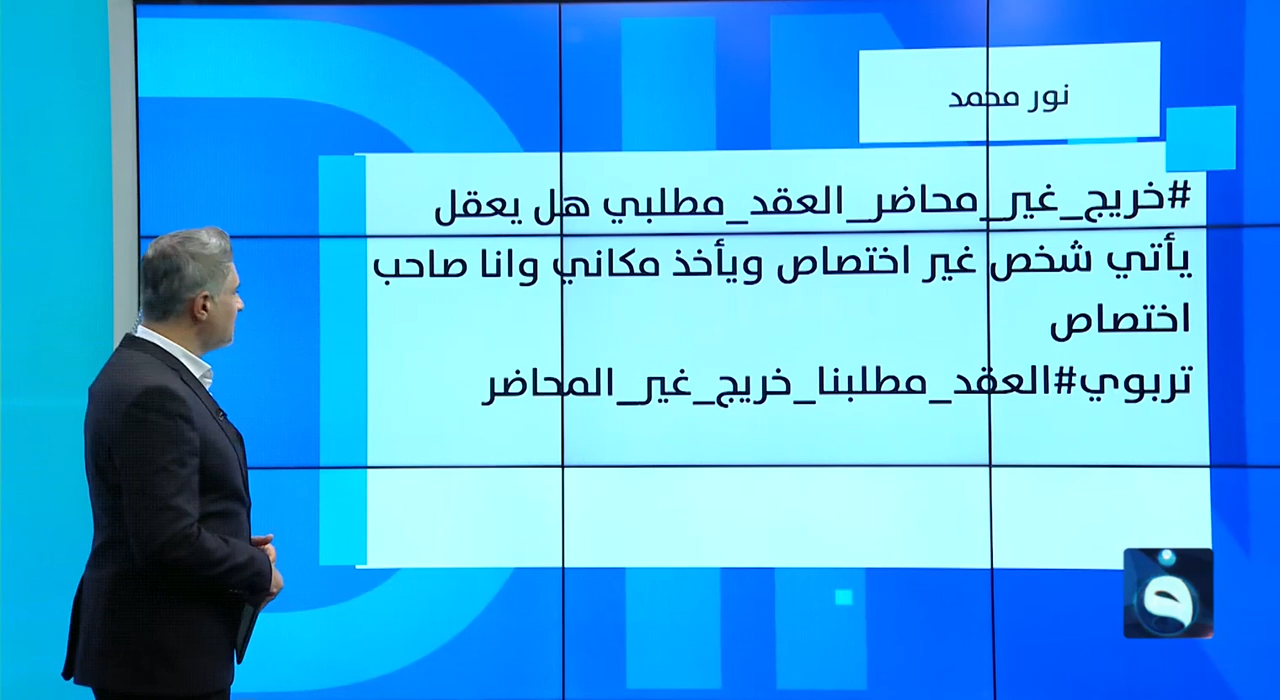 نور محمد
#خريج_غير_محاضر_العقد_مطلبي هل يعقل
يأتي شخص غير اختصاص ويأخذ مكاني وانا صاحب
اختصاص
تربوي#العقد_مطلبنا_خريج_غير_المحاضر